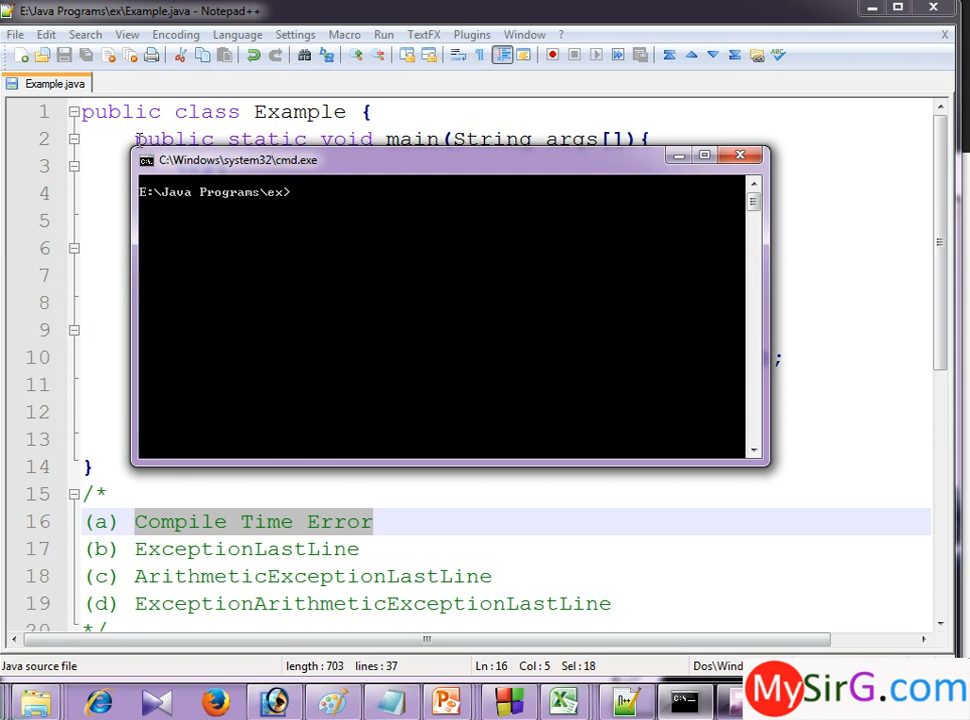 E:\Java Programs\ex\Example.java - Notepad++
File Edit Search View Encoding Language Settings Macro Run TextFX Plugins Window ? X
Example.java
1 public class Example {
2 public static void main(String args[]){
3
C:\Windows\system32\cmd.exe
E:\Java Programs\ex>
4
5
6
7
8
9
10 ;
11
12
13
14 }
15 /*
16 (a) Compile Time Error
17 (b) ExceptionLastLine
18 (c) ArithmeticExceptionLastLine
19 (d) ExceptionArithmeticExceptionLastLine
20 */
Java source file length : 703 lines : 37 Ln : 16 Col : 5 Sel : 18 Dos\Wind
MySirG.com